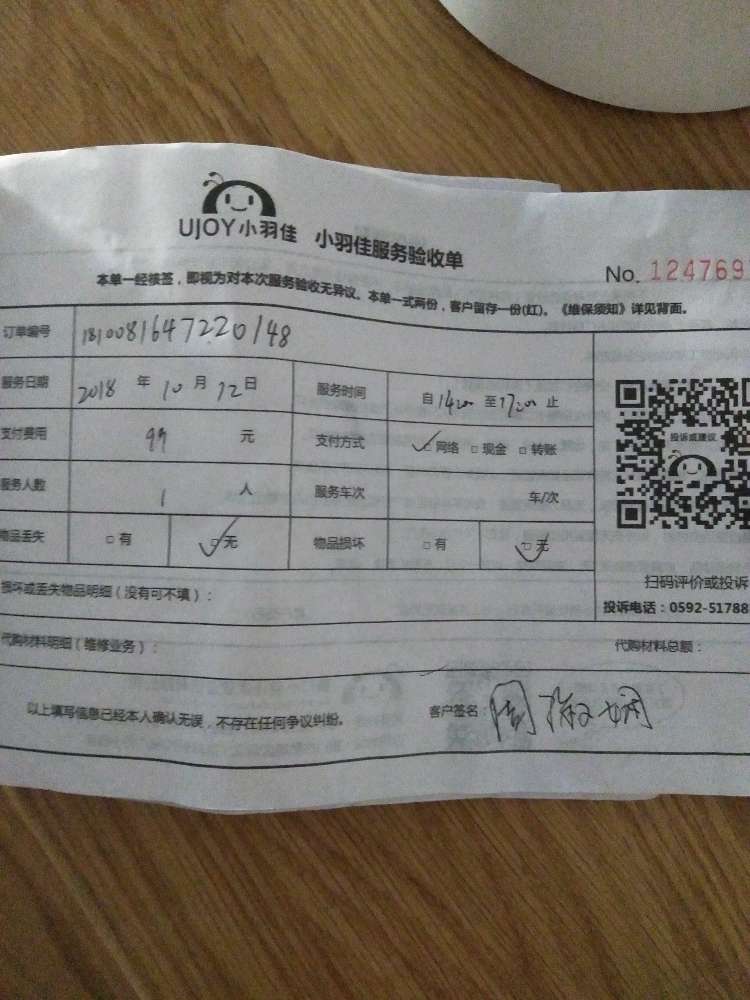 UJOY小羽佳 小羽佳服务验收单
No. 124769
本单一经核签，即视为对本次服务验收无异议。本单一式两份，客户留存一份(红)。《维保须知》详见背面。
订单编号 1810081647220148
服务日期 2018 年 10 月 12 日 服务时间 自 14:00 至 17:00 止
支付费用 99 元 支付方式 ✓网络 □现金 □转账
投诉或建议
服务人数 1 人 服务车次 车/次
物品丢失 □有 ✓无 物品损坏 □有 ✓无
扫码评价或投诉
损坏或丢失物品明细（没有可不填）：
投诉电话：0592-51788
代购材料明细（维修业务）： 代购材料总额：
以上填写信息已经本人确认无误，不存在任何争议纠纷。 客户签名：周